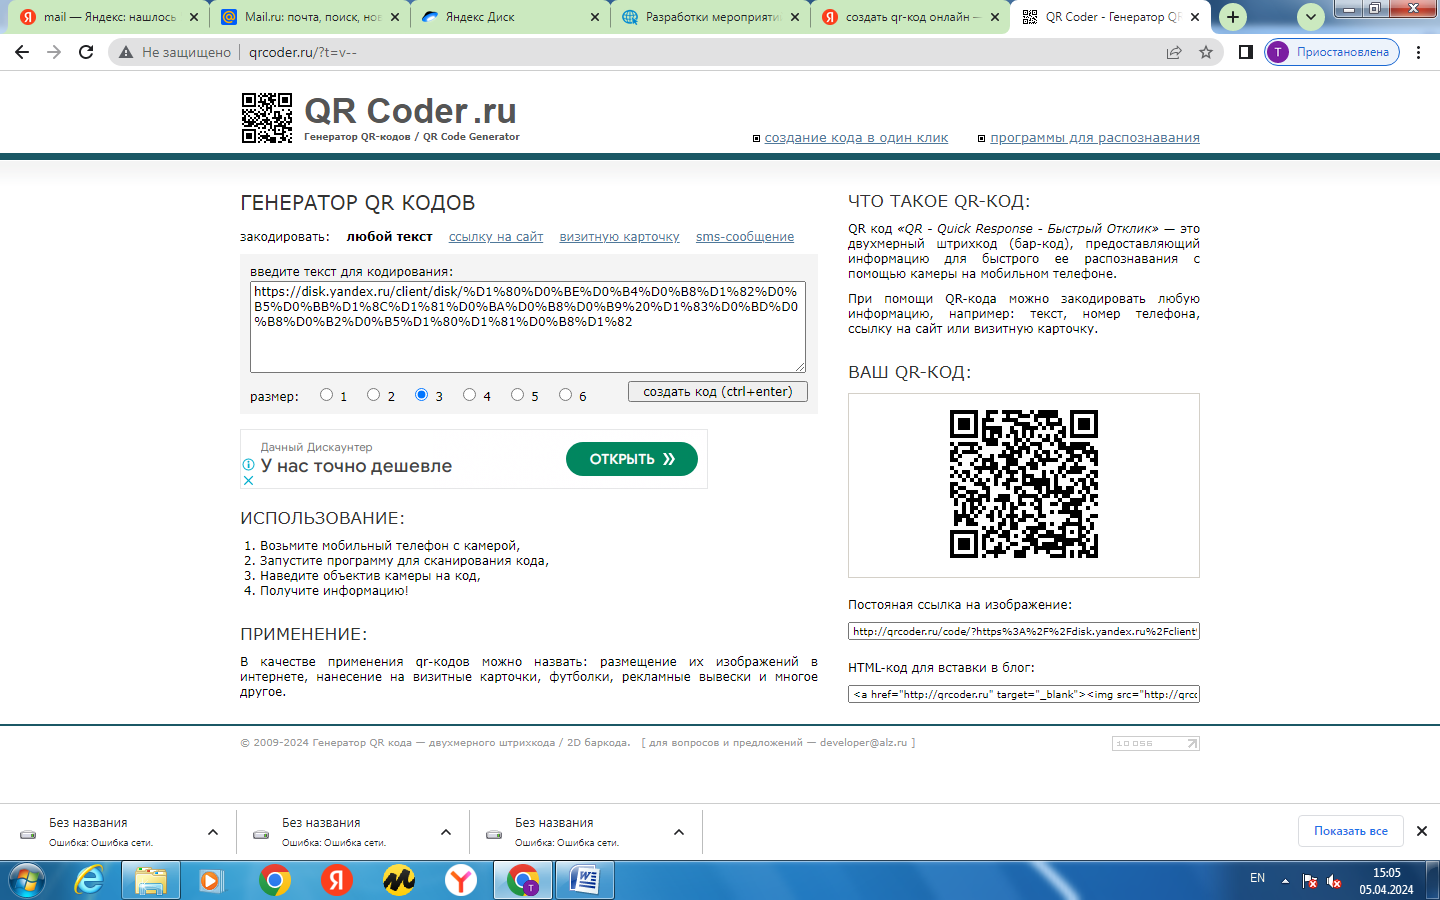 mail — Яндекс: нашлось
Mail.ru: почта, поиск, нов
Яндекс Диск
Разработки мероприяти
создать qr-код онлайн —
QR Coder - Генератор QR
Не защищено
qrcoder.ru/?t=v--
T
Приостановлена
QR Coder.ru
Генератор QR-кодов / QR Code Generator
создание кода в один клик
программы для распознавания
ГЕНЕРАТОР QR КОДОВ
закодировать: любой текст ссылку на сайт визитную карточку sms-сообщение
введите текст для кодирования:
https://disk.yandex.ru/client/disk/%D1%80%D0%BE%D0%B4%D0%B8%D1%82%D0%
B5%D0%BB%D1%8C%D1%81%D0%BA%D0%B8%D0%B9%20%D1%83%D0%BD%D0
%B8%D0%B2%D0%B5%D1%80%D1%81%D0%B8%D1%82
размер: 1 2 3 4 5 6
создать код (ctrl+enter)
Дачный Дискаунтер
У нас точно дешевле
ОТКРЫТЬ
ИСПОЛЬЗОВАНИЕ:
1. Возьмите мобильный телефон с камерой,
2. Запустите программу для сканирования кода,
3. Наведите объектив камеры на код,
4. Получите информацию!
ПРИМЕНЕНИЕ:
В качестве применения qr-кодов можно назвать: размещение их изображений в
интернете, нанесение на визитные карточки, футболки, рекламные вывески и многое
другое.
ЧТО ТАКОЕ QR-КОД:
QR код «QR - Quick Response - Быстрый Отклик» — это
двухмерный штрихкод (бар-код), предоставляющий
информацию для быстрого ее распознавания с
помощью камеры на мобильном телефоне.
При помощи QR-кода можно закодировать любую
информацию, например: текст, номер телефона,
ссылку на сайт или визитную карточку.
ВАШ QR-КОД:
Постояная ссылка на изображение:
http://qrcoder.ru/code/?https%3A%2F%2Fdisk.yandex.ru%2Fclient
HTML-код для вставки в блог:
<a href="http://qrcoder.ru" target="_blank"><img src="http://qrco
© 2009-2024 Генератор QR кода — двухмерного штрихкода / 2D баркода. [ для вопросов и предложений — developer@alz.ru ]
10 056
Без названия
Ошибка: Ошибка сети.
Без названия
Ошибка: Ошибка сети.
Без названия
Ошибка: Ошибка сети.
Показать все
EN
15:05
05.04.2024